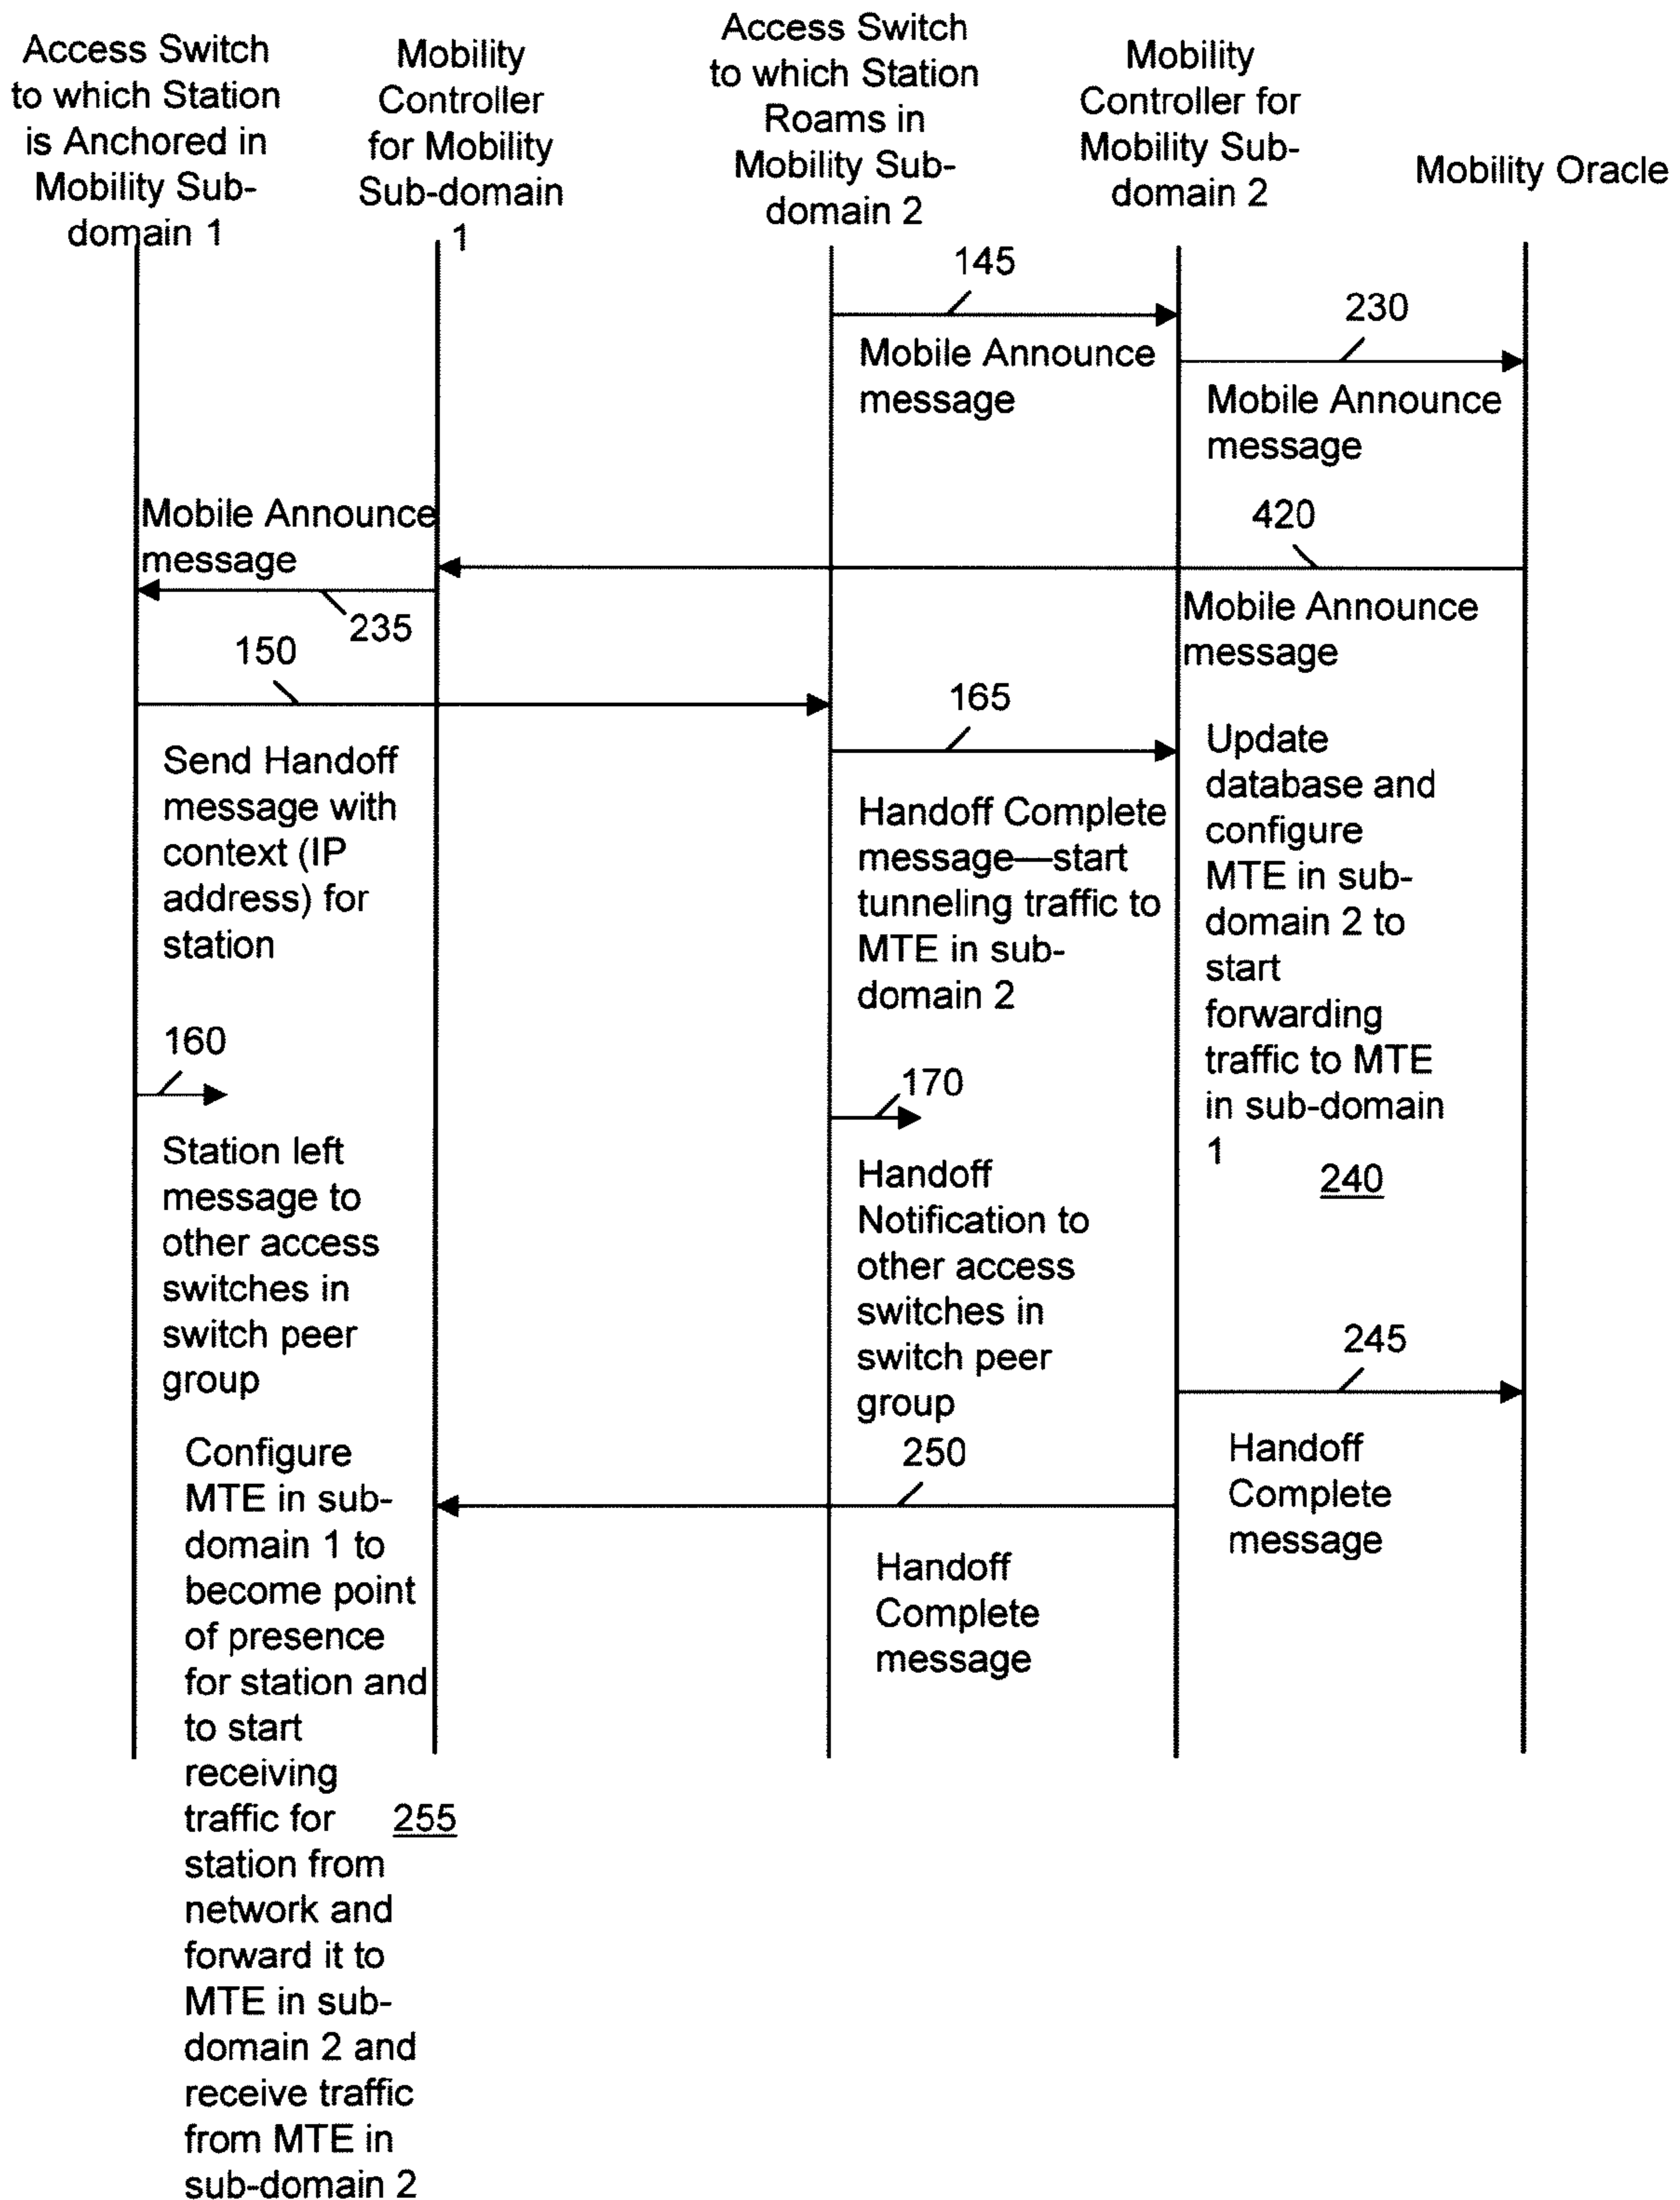 Access Switch
to which Station
is Anchored in
Mobility Sub-
domain 1
Mobility
Controller
for Mobility
Sub-domain
1
Access Switch
to which Station
Roams in
Mobility Sub-
domain 2
Mobility
Controller for
Mobility Sub-
domain 2
Mobility Oracle
145
Mobile Announce
message
230
Mobile Announce
message
420
Mobile Announce
message
Mobile Announce
message
235
150
Send Handoff
message with
context (IP
address) for
station
165
Handoff Complete
message—start
tunneling traffic to
MTE in sub-
domain 2
Update
database and
configure
MTE in sub-
domain 2 to
start
forwarding
traffic to MTE
in sub-domain
1
240
160
Station left
message to
other access
switches in
switch peer
group
170
Handoff
Notification to
other access
switches in
switch peer
group
245
Handoff
Complete
message
250
Handoff
Complete
message
Configure
MTE in sub-
domain 1 to
become point
of presence
for station and
to start
receiving
traffic for
station from
network and
forward it to
MTE in sub-
domain 2 and
receive traffic
from MTE in
sub-domain 2
255